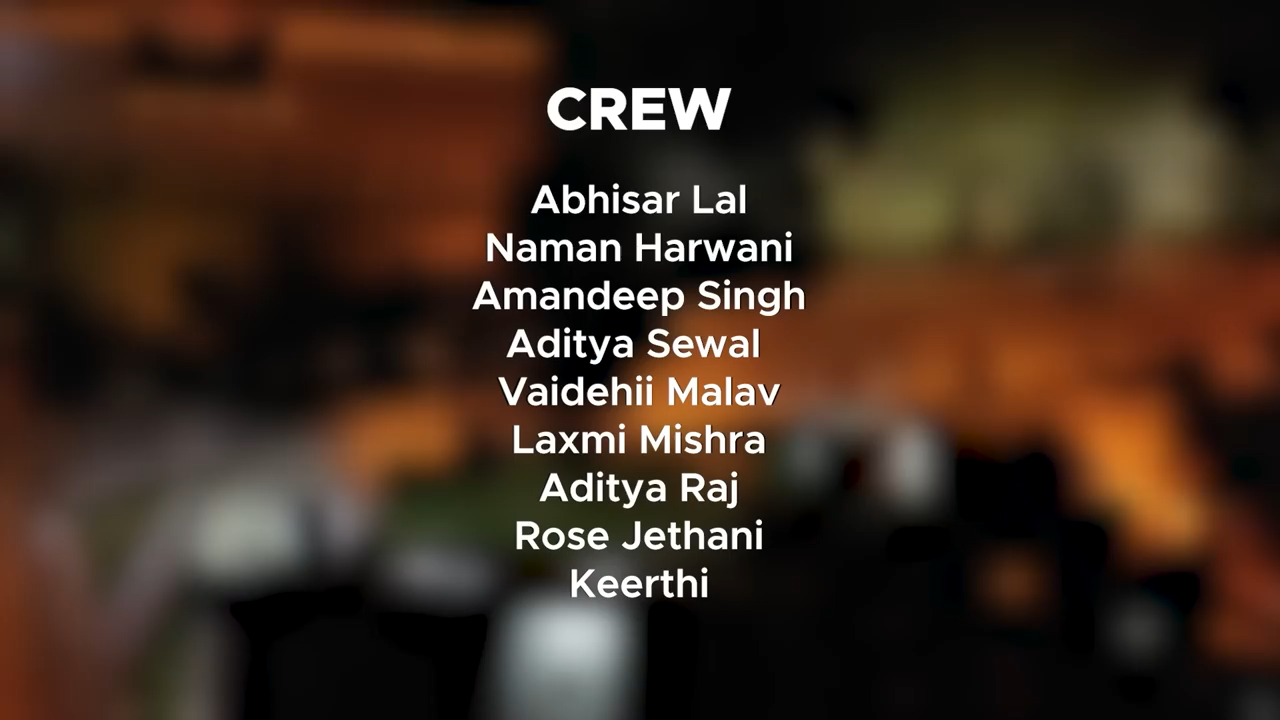 CREW
Abhisar Lal
Naman Harwani
Amandeep Singh
Aditya Sewal
Vaidehii Malav
Laxmi Mishra
Aditya Raj
Rose Jethani
Keerthi